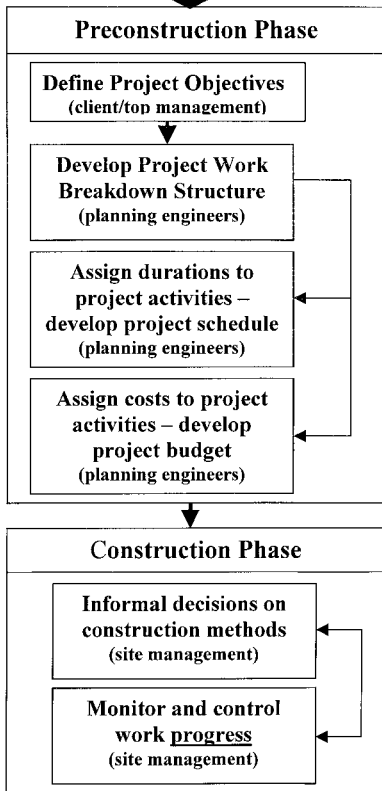 Preconstruction Phase
Define Project Objectives
(client/top management)
Develop Project Work
Breakdown Structure
(planning engineers)
Assign durations to
project activities –
develop project schedule
(planning engineers)
Assign costs to project
activities – develop
project budget
(planning engineers)
Construction Phase
Informal decisions on
construction methods
(site management)
Monitor and control
work progress
(site management)